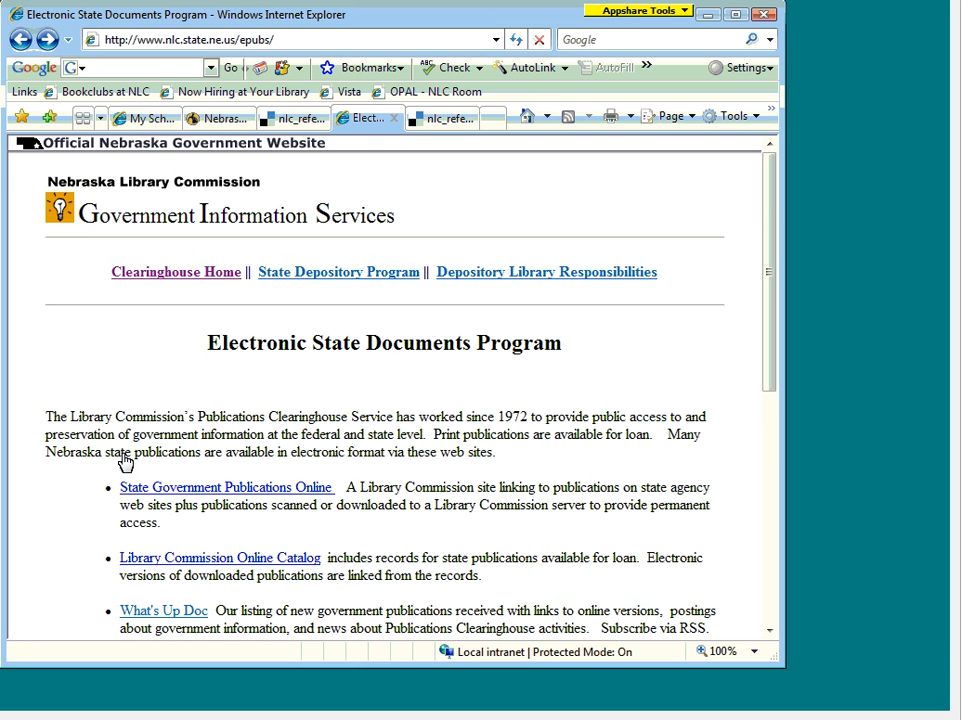 Electronic State Documents Program - Windows Internet Explorer
Appshare Tools
http://www.nlc.state.ne.us/epubs/
Google
Google G Go Bookmarks Check AutoLink AutoFill Settings
Links Bookclubs at NLC Now Hiring at Your Library Vista OPAL - NLC Room
My Sch... Nebras... nlc_refe... Elect... nlc_refe... Page Tools
Official Nebraska Government Website
Nebraska Library Commission
Government Information Services
Clearinghouse Home || State Depository Program || Depository Library Responsibilities
Electronic State Documents Program
The Library Commission's Publications Clearinghouse Service has worked since 1972 to provide public access to and
preservation of government information at the federal and state level. Print publications are available for loan. Many
Nebraska state publications are available in electronic format via these web sites.
• State Government Publications Online A Library Commission site linking to publications on state agency
web sites plus publications scanned or downloaded to a Library Commission server to provide permanent
access.
• Library Commission Online Catalog includes records for state publications available for loan. Electronic
versions of downloaded publications are linked from the records.
• What's Up Doc Our listing of new government publications received with links to online versions, postings
about government information, and news about Publications Clearinghouse activities. Subscribe via RSS.
Local intranet | Protected Mode: On 100%